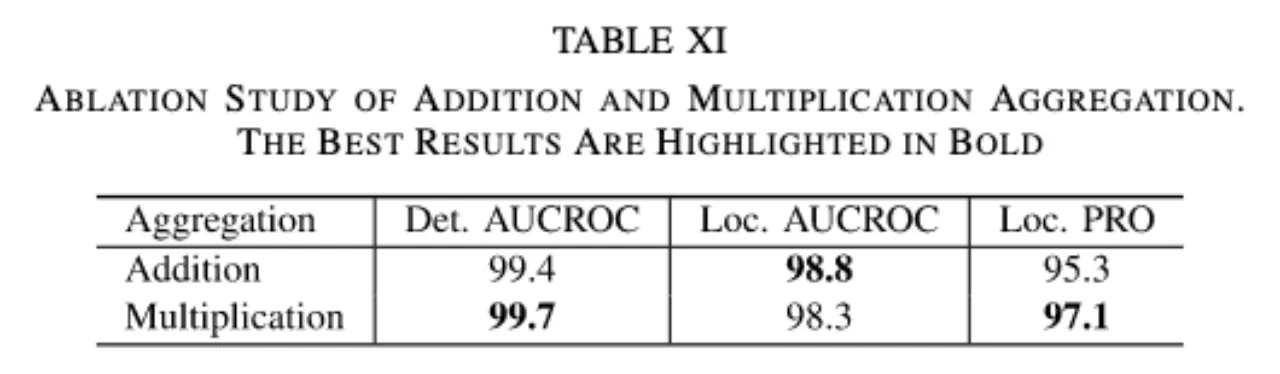 TABLE XI
ABLATION STUDY OF ADDITION AND MULTIPLICATION AGGREGATION.
THE BEST RESULTS ARE HIGHLIGHTED IN BOLD
Aggregation Det. AUCROC Loc. AUCROC Loc. PRO
Addition 99.4 98.8 95.3
Multiplication 99.7 98.3 97.1